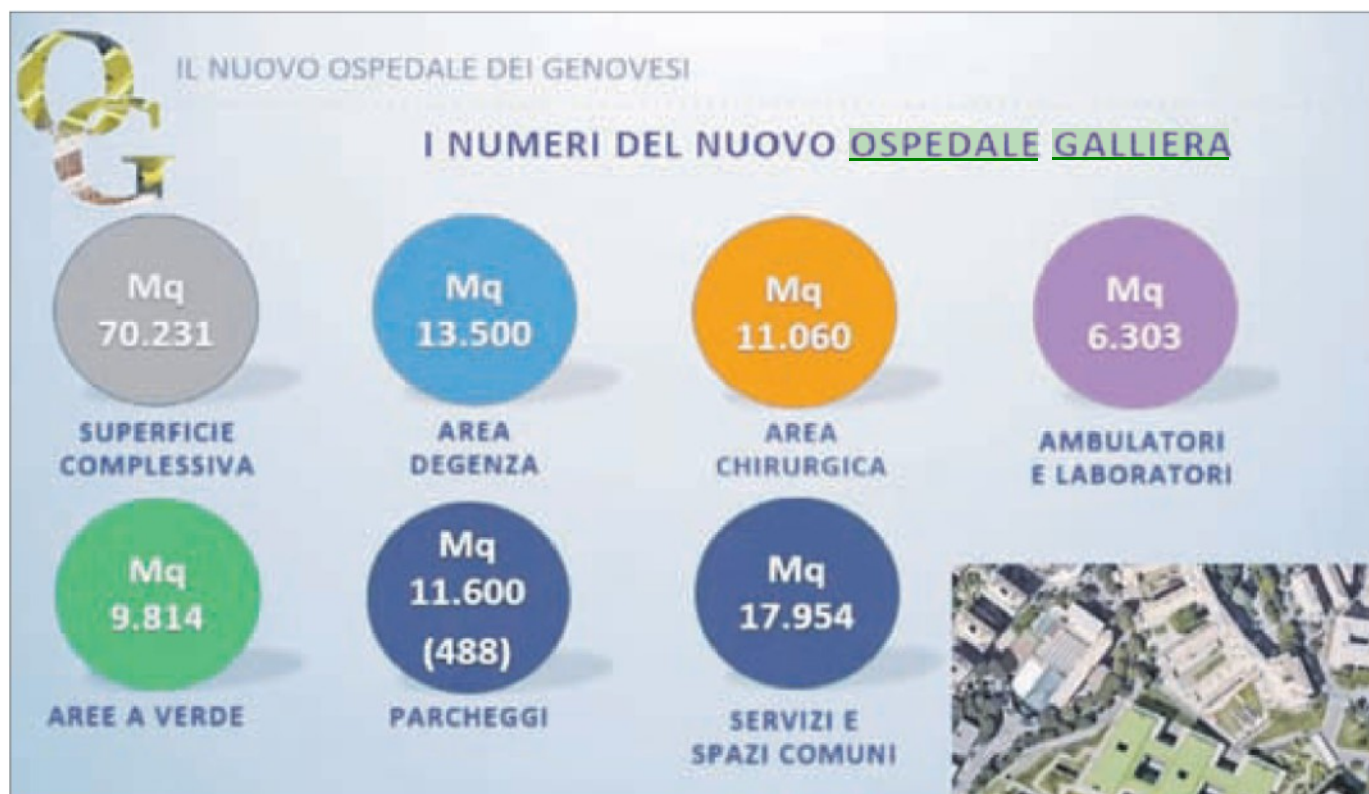 OG
IL NUOVO OSPEDALE DEI GENOVESI
I NUMERI DEL NUOVO OSPEDALE GALLIERA
Mq
70.231
SUPERFICIE
COMPLESSIVA
Mq
13.500
AREA
DEGENZA
Mq
11.060
AREA
CHIRURGICA
Mq
6.303
AMBULATORI
E LABORATORI
Mq
9.814
AREE A VERDE
Mq
11.600
(488)
PARCHEGGI
Mq
17.954
SERVIZI E
SPAZI COMUNI